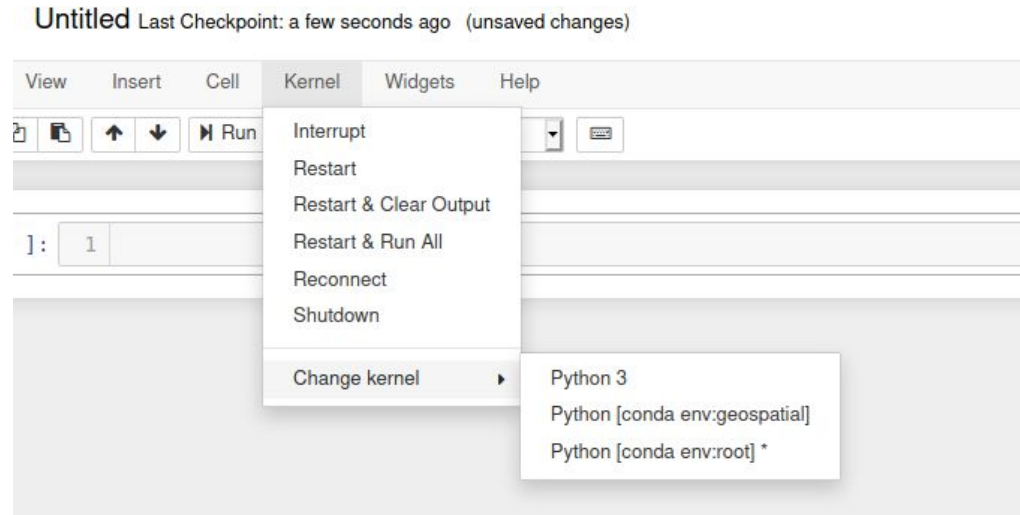 Untitled Last Checkpoint: a few seconds ago (unsaved changes)
View Insert Cell Kernel Widgets Help
Run
Interrupt
Restart
Restart & Clear Output
Restart & Run All
Reconnect
Shutdown
Change kernel
Python 3
Python [conda env:geospatial]
Python [conda env:root] *
]: 1